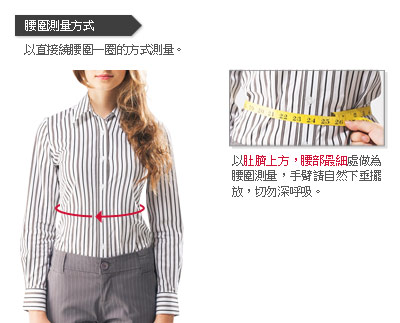 腰圍測量方式
以直接繞腰圍一圈的方式測量。
22 23 24 25 26
以肚臍上方，腰部最細處做為
腰圍測量，手臂請自然下垂擺
放，切勿深呼吸。